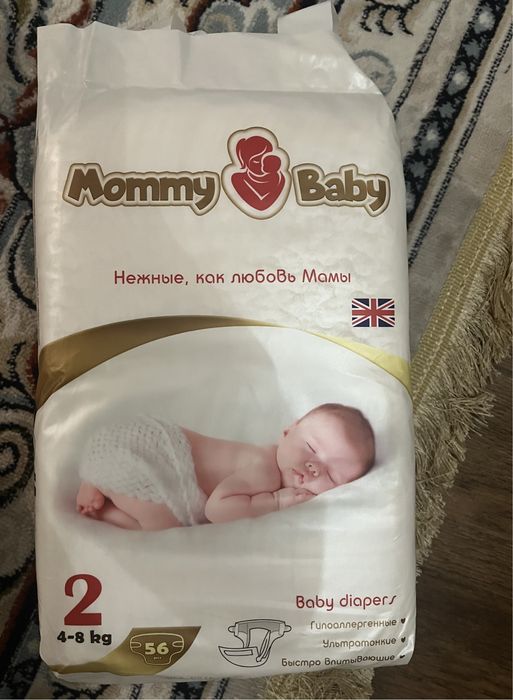 Mommy Baby
Нежные, как любовь Мамы
2
4-8 kg
56
Baby diapers
Гипоаллергенные
Ультратонкие
Быстро впитывающие